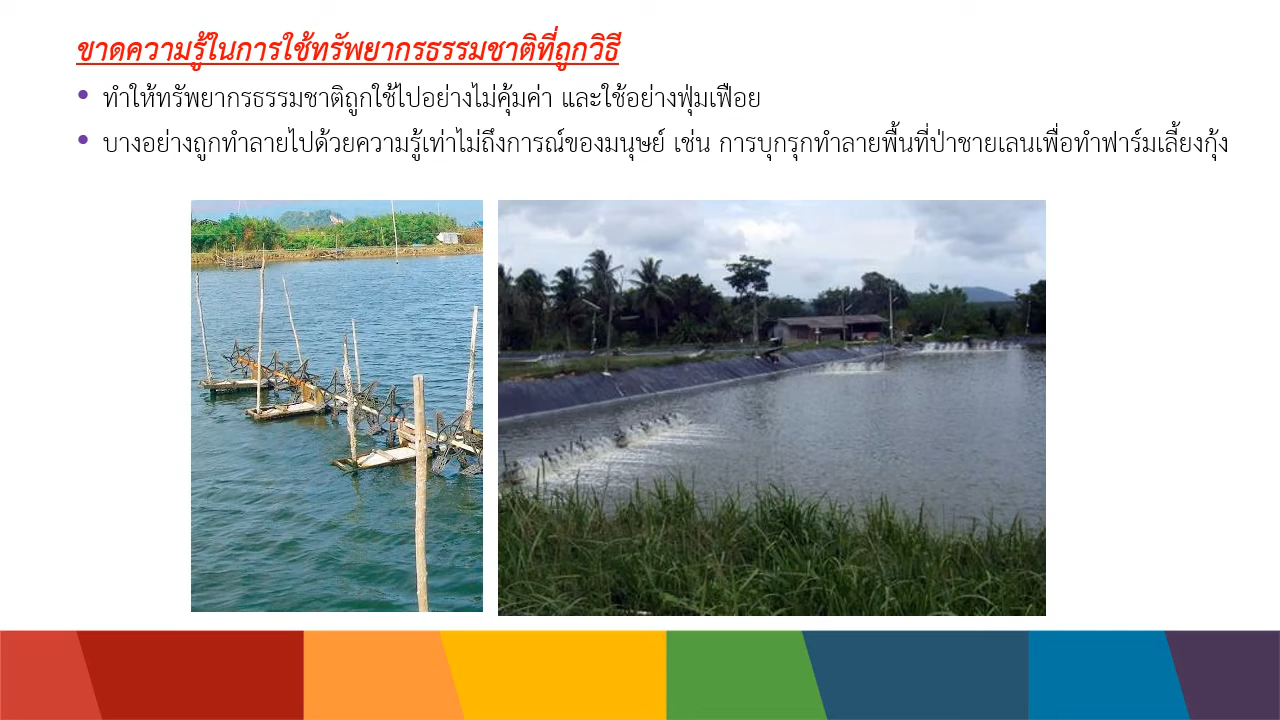 ขาดความรู้ในการใช้ทรัพยากรธรรมชาติที่ถูกวิธี
• ทำให้ทรัพยากรธรรมชาติถูกใช้ไปอย่างไม่คุ้มค่า และใช้อย่างฟุ่มเฟือย
• บางอย่างถูกทำลายไปด้วยความรู้เท่าไม่ถึงการณ์ของมนุษย์ เช่น การบุกรุกทำลายพื้นที่ป่าชายเลนเพื่อทำฟาร์มเลี้ยงกุ้ง